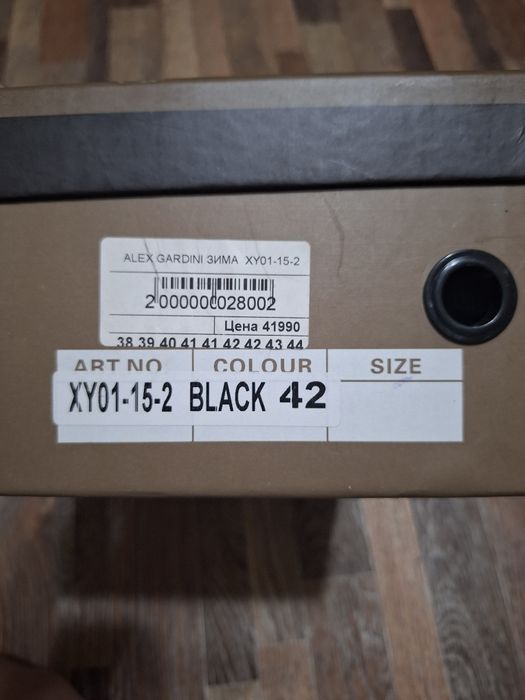 ALEX GARDINI ЗИМА XY01-15-2
2 000000 028002
Цена 41990
38 39 40 41 41 42 42 43 44
ART NO COLOUR SIZE
XY01-15-2 BLACK 42